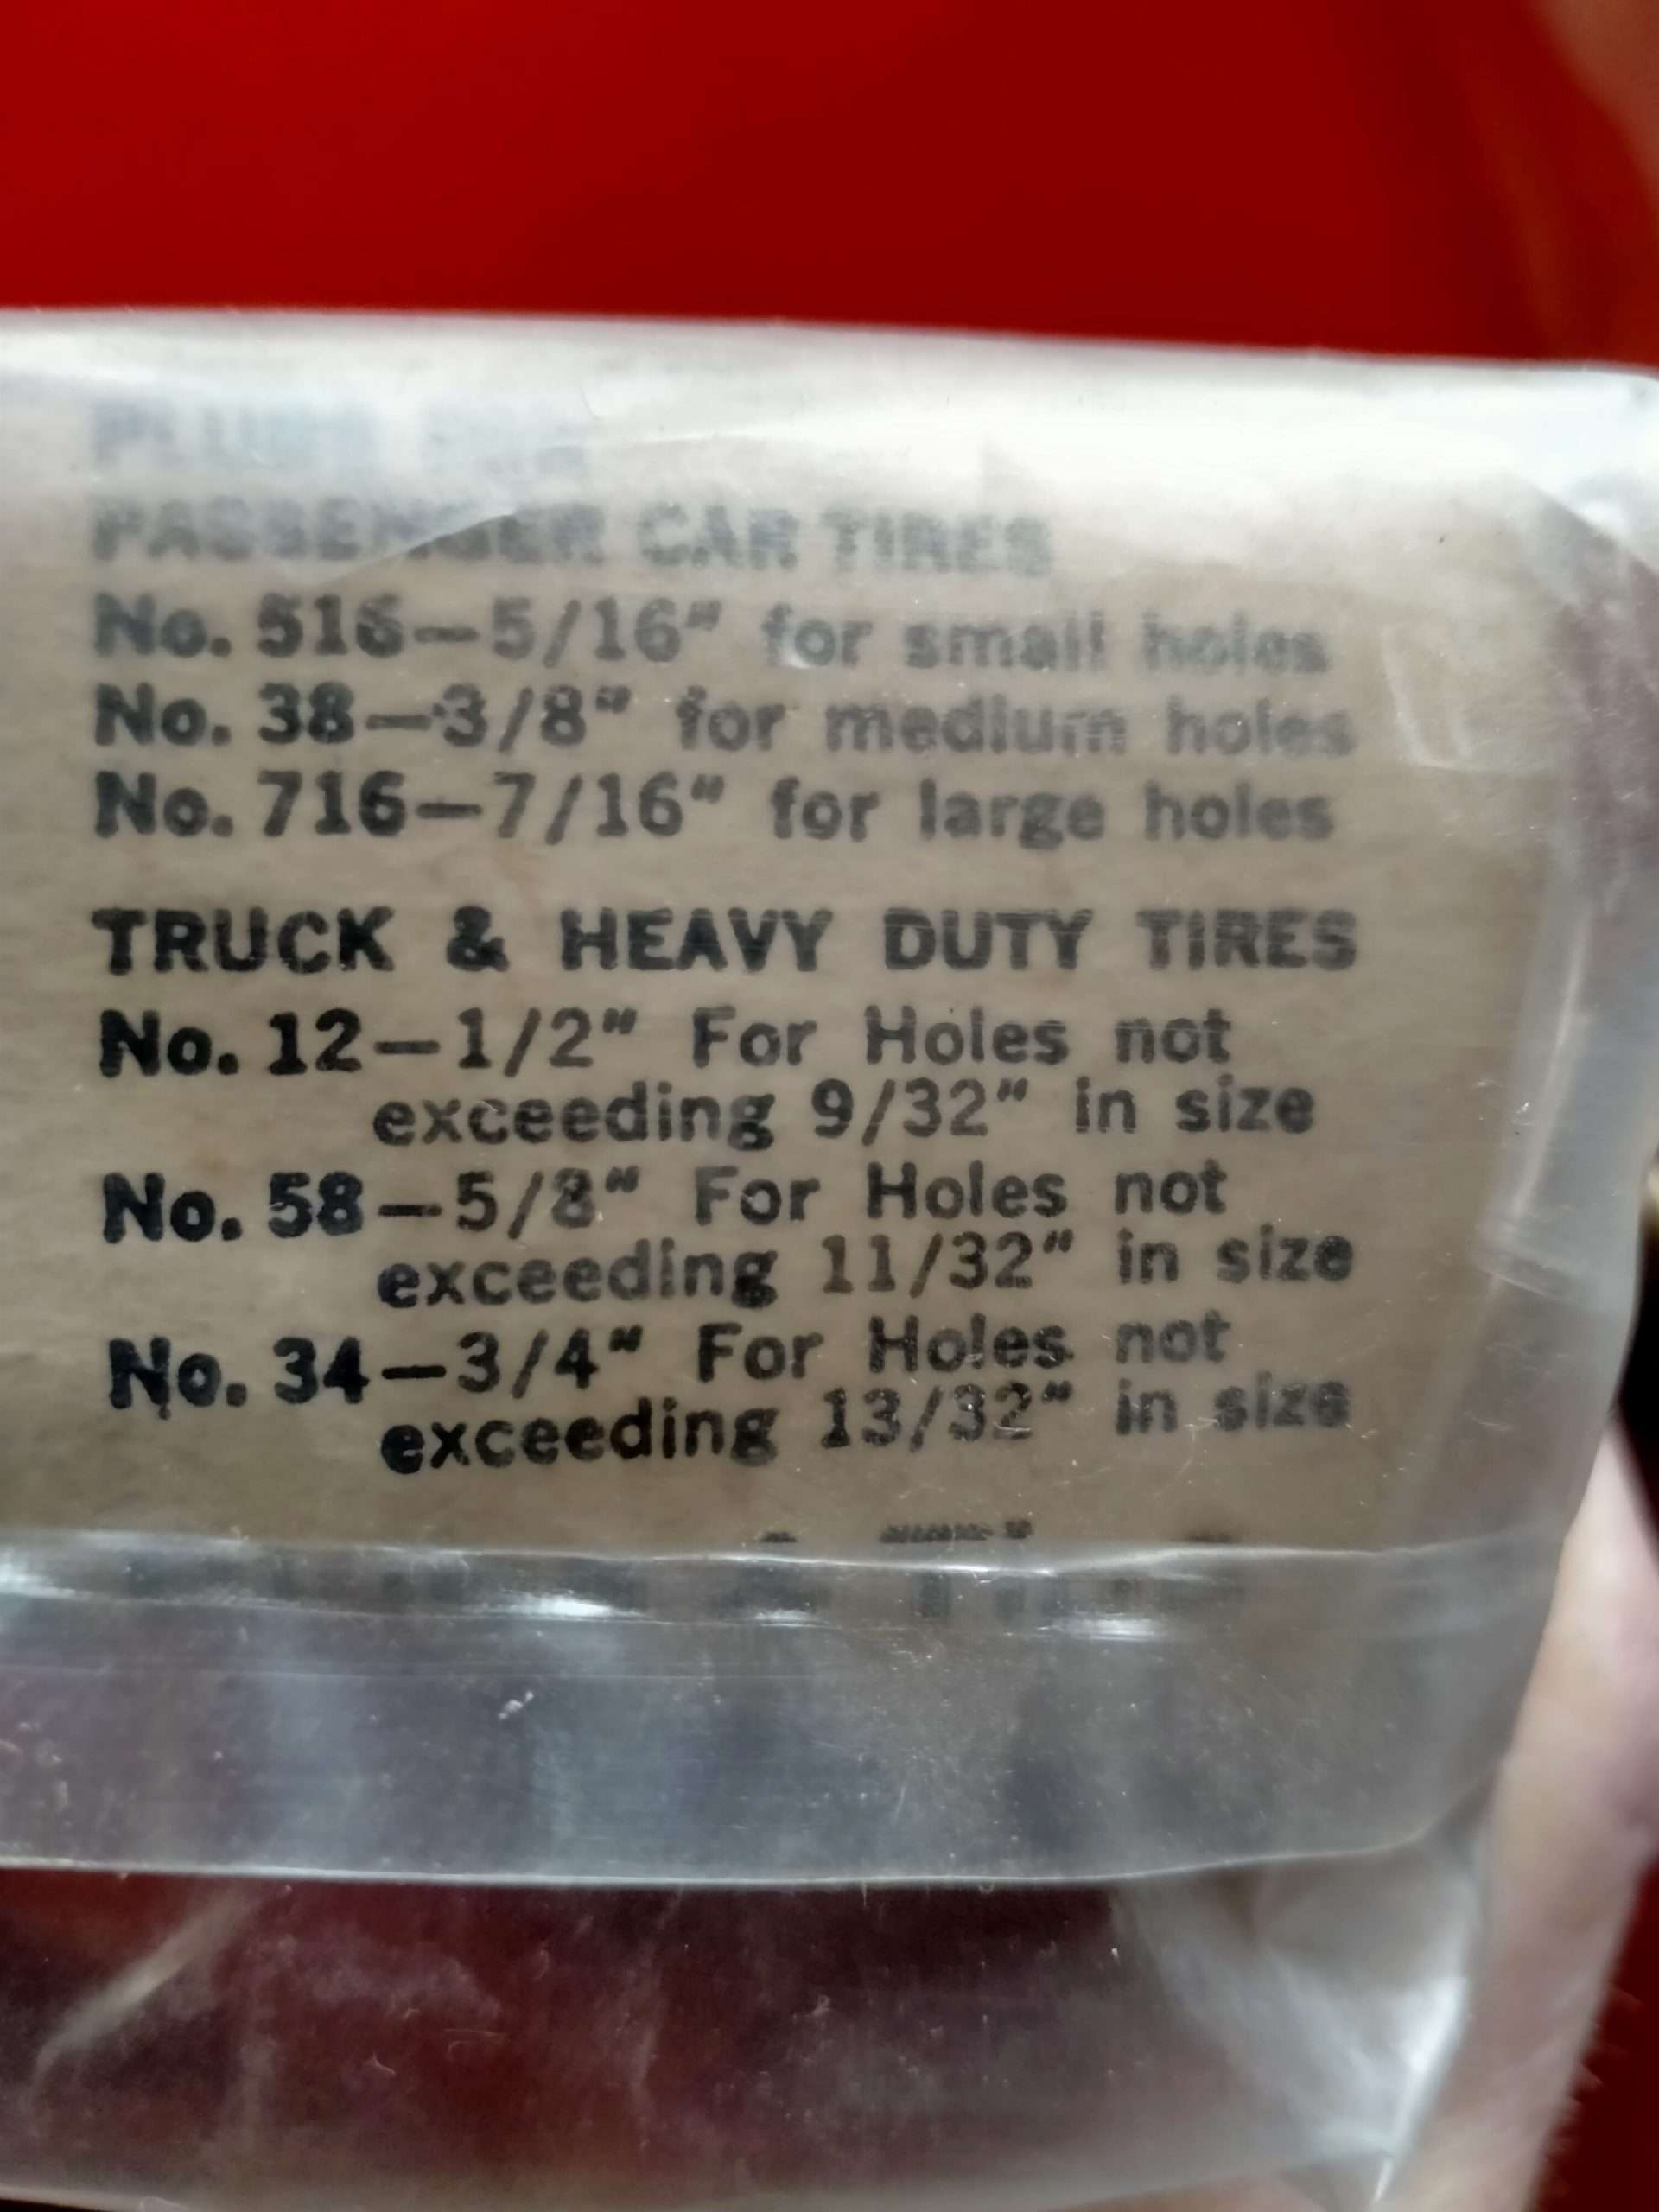 PLUGS FOR
PASSENGER CAR TIRES
No. 516—5/16" for small holes
No. 38—3/8" for medium holes
No. 716—7/16" for large holes
TRUCK & HEAVY DUTY TIRES
No. 12—1/2" For Holes not
exceeding 9/32" in size
No. 58—5/8" For Holes not
exceeding 11/32" in size
No. 34—3/4" For Holes not
exceeding 13/32" in size